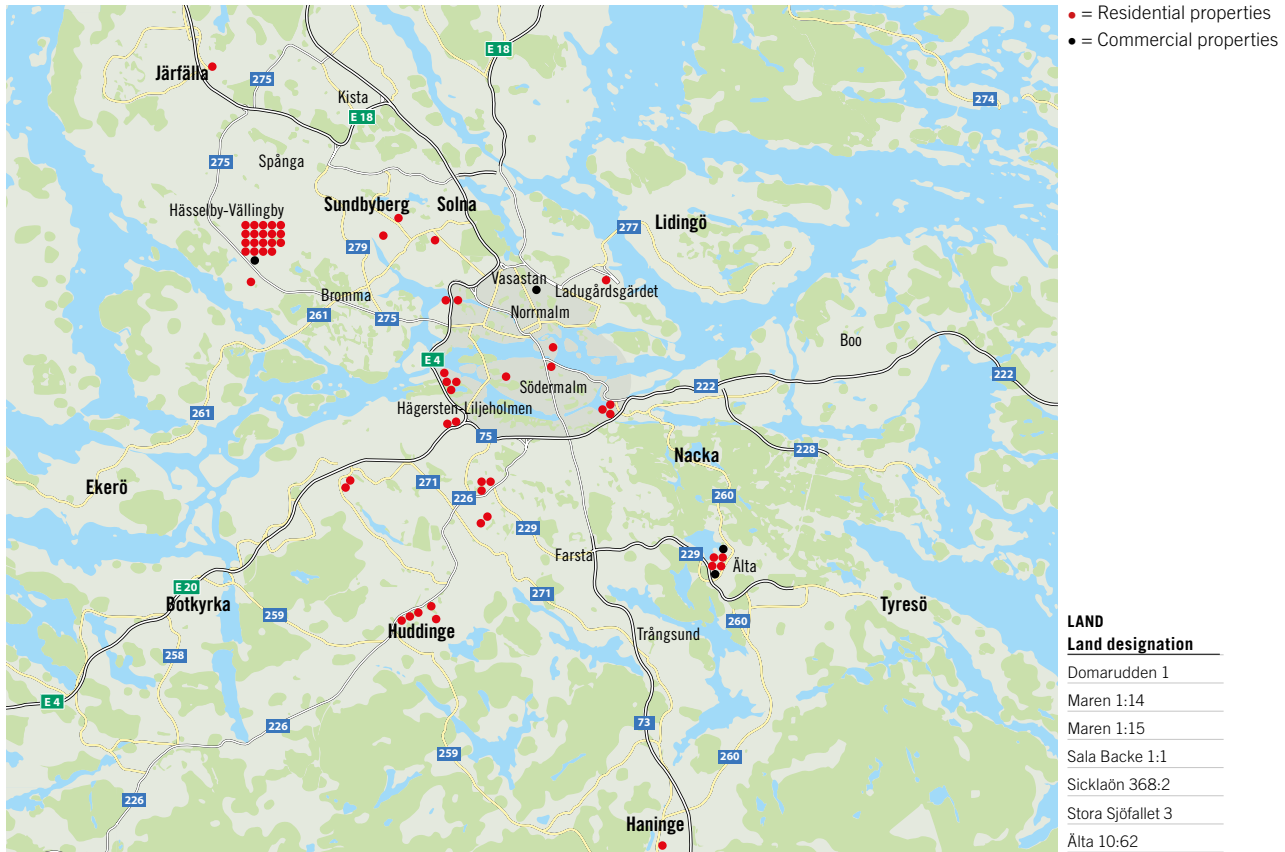 = Residential properties
= Commercial properties
E 18
Järfälla
275
274
Kista
E 18
275
Spånga
Hässelby-Vällingby
Sundbyberg
Solna
277
Lidingö
279
Vasastan
Ladugårdsgärdet
Bromma
261
275
Norrmalm
Boo
E 4
222
222
Södermalm
261
Hägersten-Liljeholmen
75
228
Nacka
Ekerö
271
226
260
229
Farsta
229
Älta
E 20
Botkyrka
271
Tyresö
259
260
Huddinge
Trångsund
258
E 4
226
73
259
260
226
Haninge
LAND
Land designation
Domarudden 1
Maren 1:14
Maren 1:15
Sala Backe 1:1
Sicklaön 368:2
Stora Sjöfallet 3
Älta 10:62